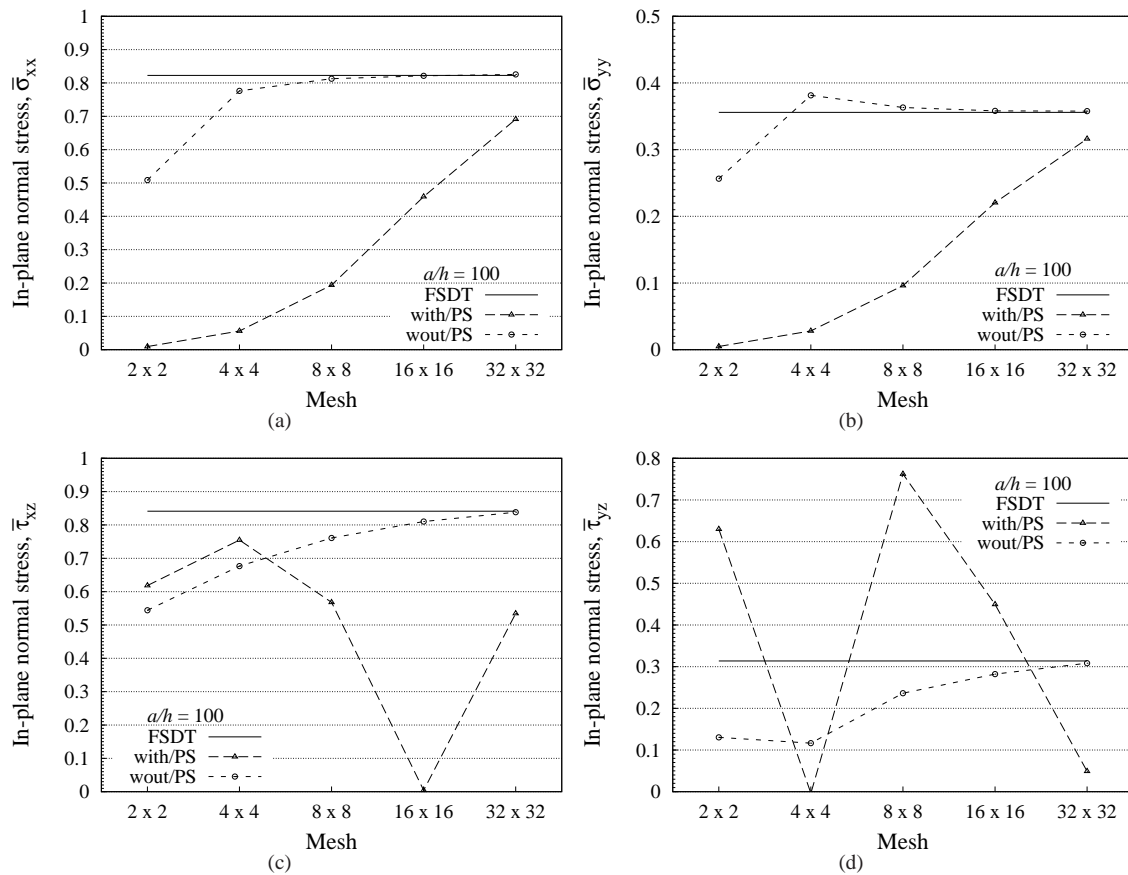 In-plane normal stress, σ̅xx
1
0.9
0.8
0.7
0.6
0.5
0.4
0.3
0.2
0.1
0
a/h = 100
FSDT
with/PS
wout/PS
2 x 2 4 x 4 8 x 8 16 x 16 32 x 32
Mesh
(a)
In-plane normal stress, σ̅yy
0.5
0.4
0.3
0.2
0.1
0
a/h = 100
FSDT
with/PS
wout/PS
2 x 2 4 x 4 8 x 8 16 x 16 32 x 32
Mesh
(b)
In-plane normal stress, τ̅xz
1
0.9
0.8
0.7
0.6
0.5
0.4
0.3
0.2
0.1
0
a/h = 100
FSDT
with/PS
wout/PS
2 x 2 4 x 4 8 x 8 16 x 16 32 x 32
Mesh
(c)
In-plane normal stress, τ̅yz
0.8
0.7
0.6
0.5
0.4
0.3
0.2
0.1
0
a/h = 100
FSDT
with/PS
wout/PS
2 x 2 4 x 4 8 x 8 16 x 16 32 x 32
Mesh
(d)